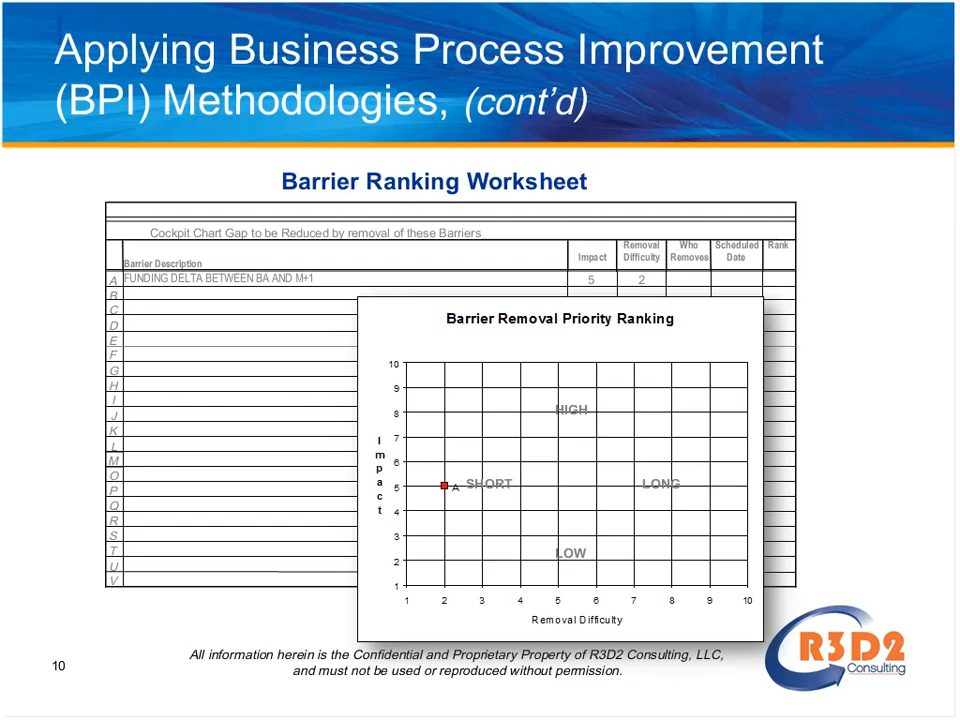 Applying Business Process Improvement
(BPI) Methodologies, (cont’d)
Barrier Ranking Worksheet
Cockpit Chart Gap to be Reduced by removal of these Barriers
Barrier Description Impact Removal Difficulty Who Removes Scheduled Date Rank
A FUNDING DELTA BETWEEN BA AND M+1 5 2
B
C
D
E
F
G
H
I
J
K
L
M
O
P
Q
R
S
T
U
V
Barrier Removal Priority Ranking
10
9
8 HIGH
7
6
5 A SHORT LONG
4
3
2 LOW
1
Impact
1 2 3 4 5 6 7 8 9 10
Removal Difficulty
10
All information herein is the Confidential and Proprietary Property of R3D2 Consulting, LLC,
and must not be used or reproduced without permission.
R3D2
Consulting